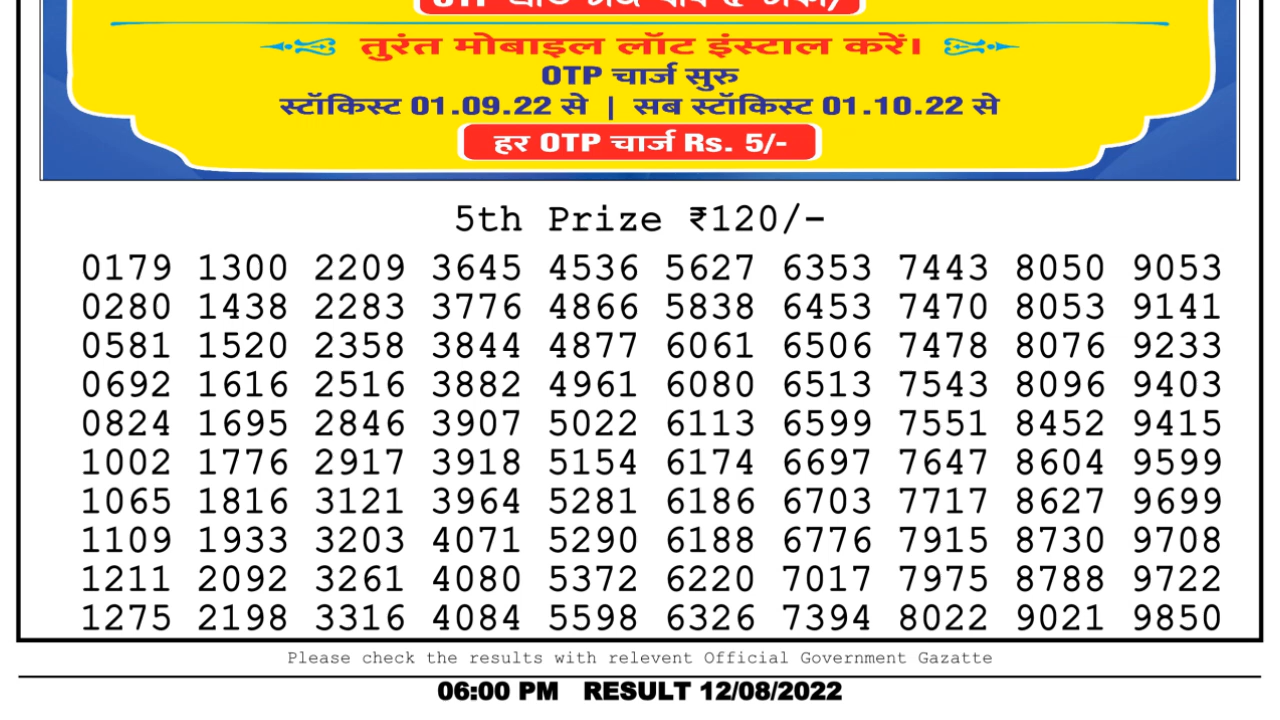 तुरंत मोबाइल लॉट इंस्टाल करें।
OTP चार्ज सुरु
स्टॉकिस्ट 01.09.22 से | सब स्टॉकिस्ट 01.10.22 से
हर OTP चार्ज Rs. 5/-
5th Prize ₹120/-
0179 1300 2209 3645 4536 5627 6353 7443 8050 9053
0280 1438 2283 3776 4866 5838 6453 7470 8053 9141
0581 1520 2358 3844 4877 6061 6506 7478 8076 9233
0692 1616 2516 3882 4961 6080 6513 7543 8096 9403
0824 1695 2846 3907 5022 6113 6599 7551 8452 9415
1002 1776 2917 3918 5154 6174 6697 7647 8604 9599
1065 1816 3121 3964 5281 6186 6703 7717 8627 9699
1109 1933 3203 4071 5290 6188 6776 7915 8730 9708
1211 2092 3261 4080 5372 6220 7017 7975 8788 9722
1275 2198 3316 4084 5598 6326 7394 8022 9021 9850
Please check the results with relevent Official Government Gazatte
06:00 PM RESULT 12/08/2022